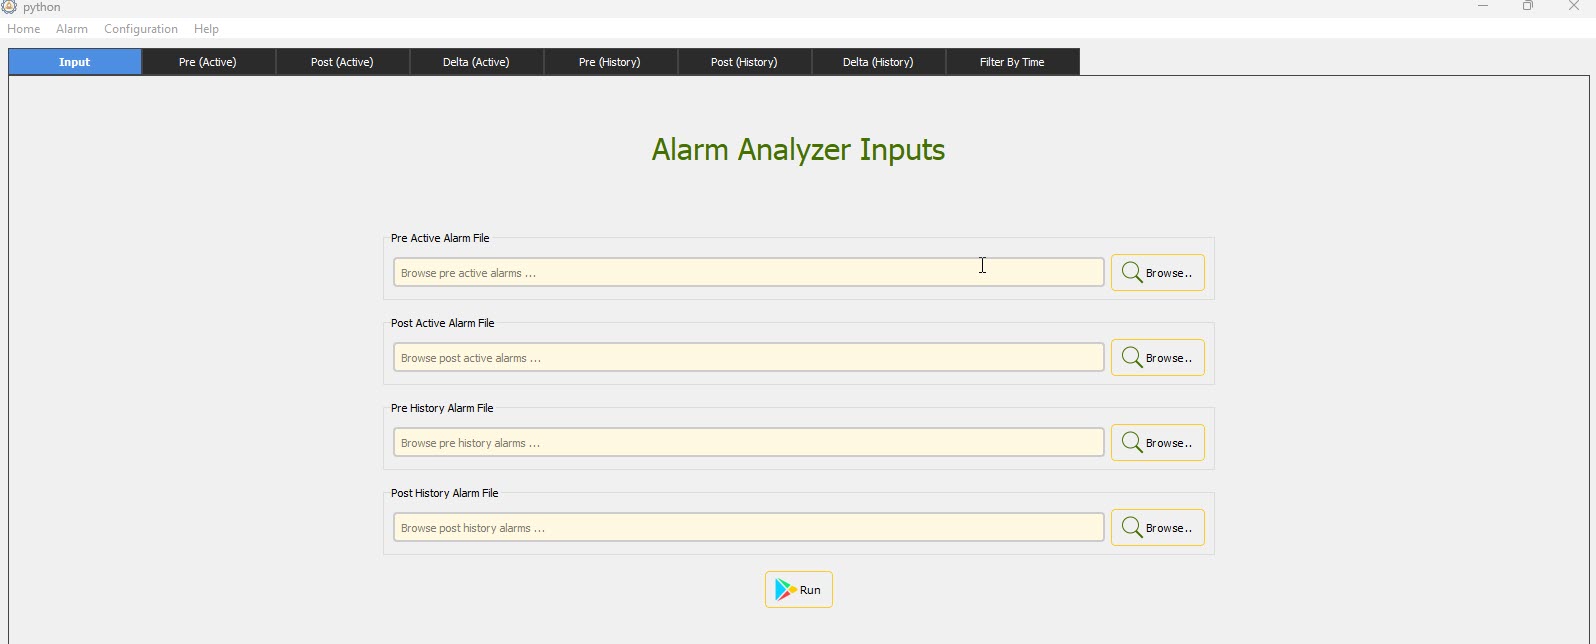 python
Home Alarm Configuration Help
Input Pre (Active) Post (Active) Delta (Active) Pre (History) Post (History) Delta (History) Filter By Time
Alarm Analyzer Inputs
Pre Active Alarm File
Browse pre active alarms ... Browse..
Post Active Alarm File
Browse post active alarms ... Browse..
Pre History Alarm File
Browse pre history alarms ... Browse..
Post History Alarm File
Browse post history alarms ... Browse..
Run